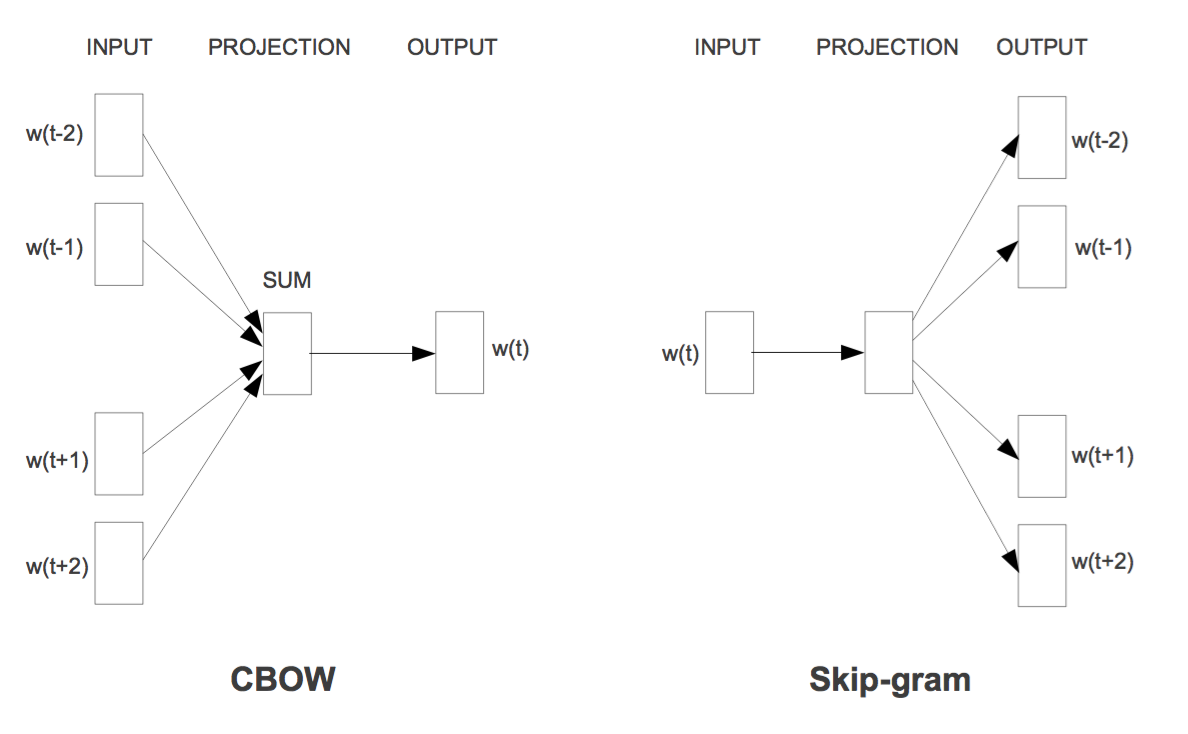 INPUT PROJECTION OUTPUT
w(t-2)
w(t-1)
SUM
w(t)
w(t+1)
w(t+2)
CBOW
INPUT PROJECTION OUTPUT
w(t-2)
w(t-1)
w(t)
w(t+1)
w(t+2)
Skip-gram